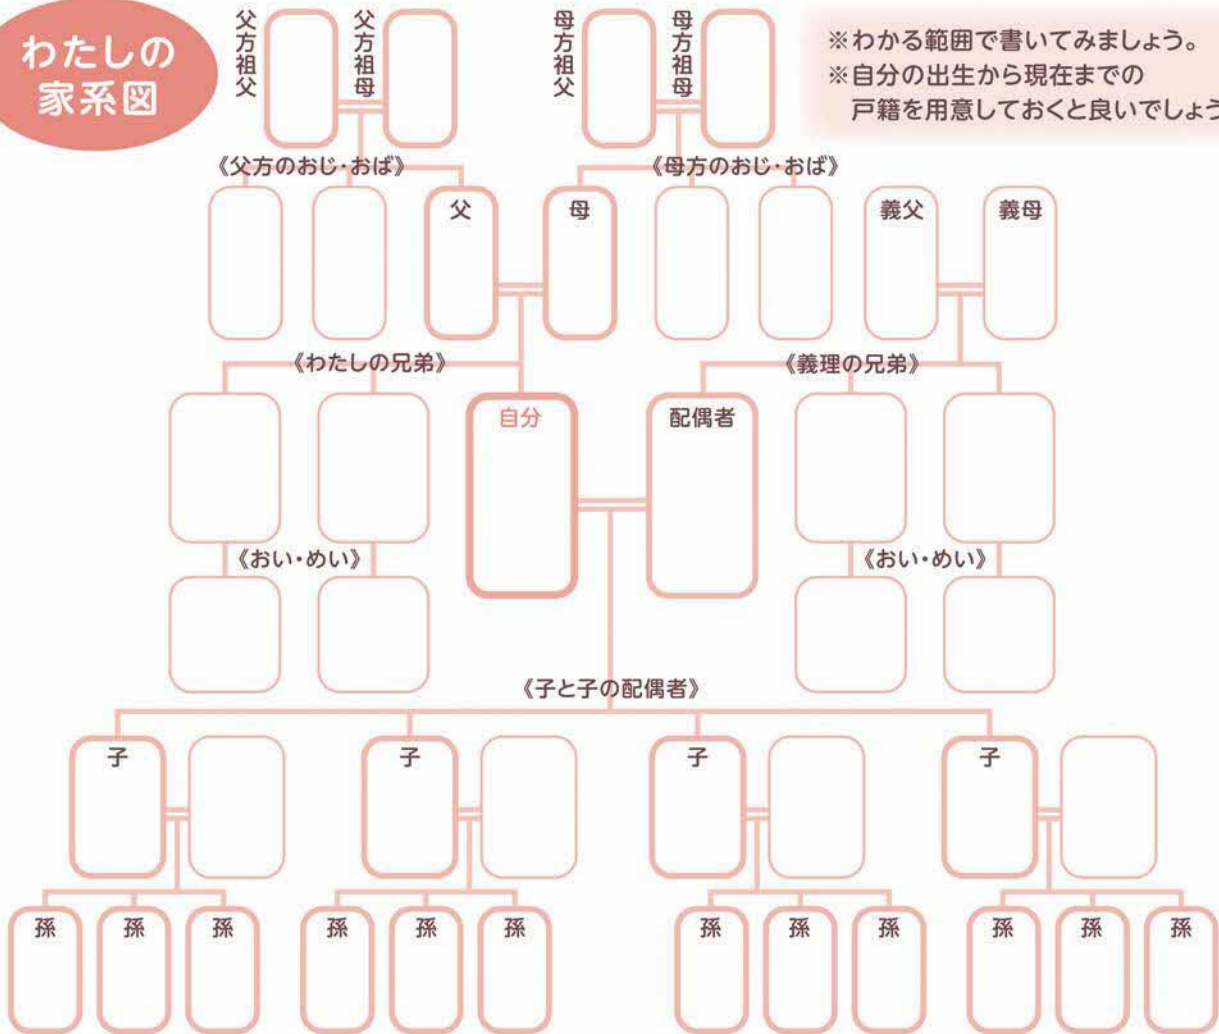 わたしの
家系図
父方祖父
父方祖母
母方祖父
母方祖母
※わかる範囲で書いてみましょう。
※自分の出生から現在までの
戸籍を用意しておくと良いでしょう
《父方のおじ・おば》
《母方のおじ・おば》
父
母
義父
義母
《わたしの兄弟》
《義理の兄弟》
自分
配偶者
《おい・めい》
《おい・めい》
《子と子の配偶者》
子
子
子
子
孫
孫
孫
孫
孫
孫
孫
孫
孫
孫
孫
孫